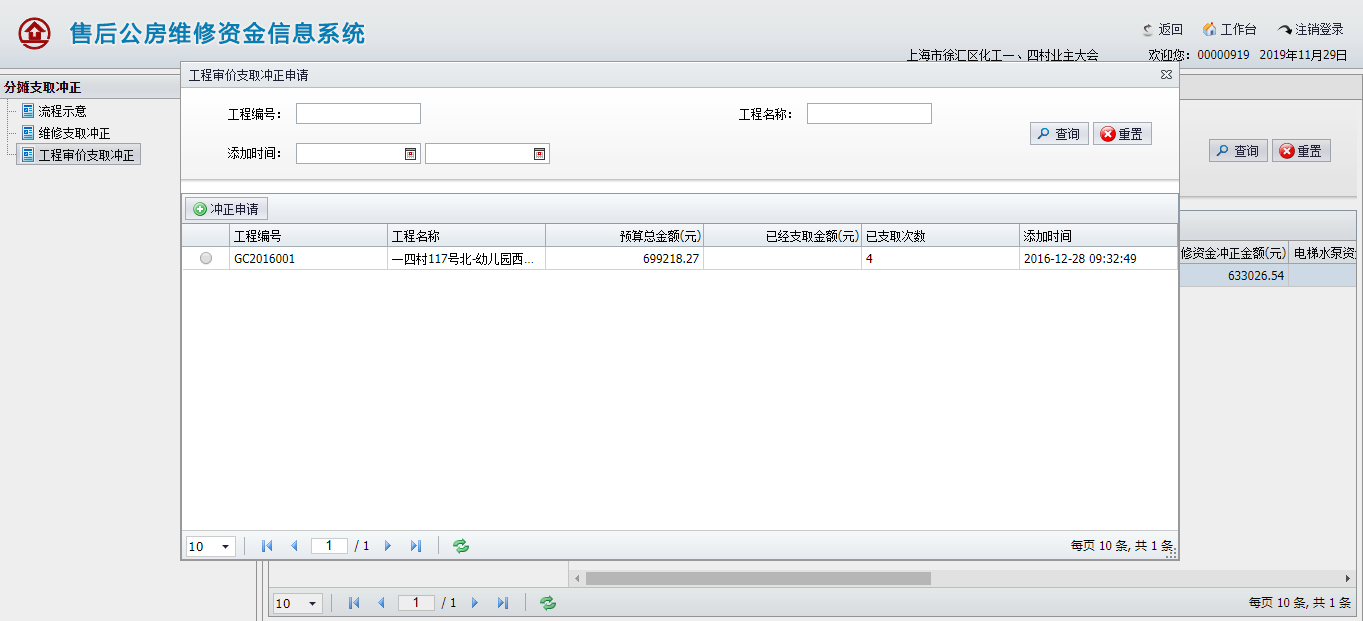 售后公房维修资金信息系统
返回 工作台 注销登录
上海市徐汇区化工一、四村业主大会 欢迎您：00000919 2019年11月29日
分摊支取冲正
流程示意
维修支取冲正
工程审价支取冲正
工程审价支取冲正申请
工程编号： 工程名称：
查询 重置
添加时间：
查询 重置
冲正申请
工程编号 工程名称 预算总金额(元) 已经支取金额(元) 已支取次数 添加时间
GC2016001 一四村117号北-幼儿园西... 699218.27 4 2016-12-28 09:32:49
修资金冲正金额(元) 电梯水泵资
633026.54
10 1 / 1 每页 10 条, 共 1 条
10 1 / 1 每页 10 条, 共 1 条